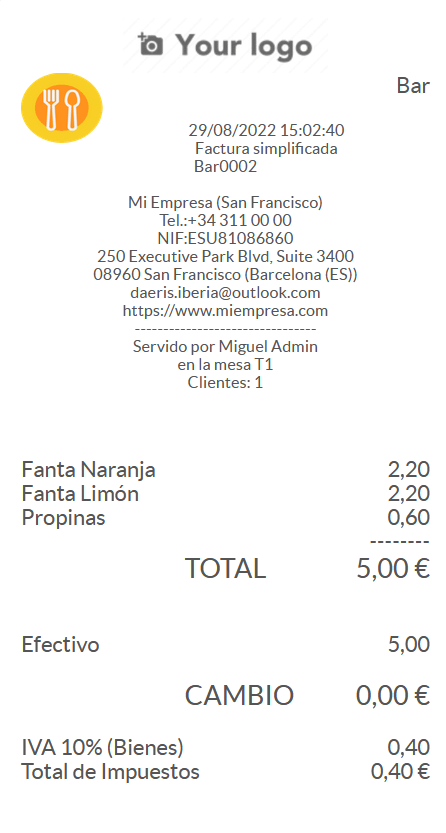 Your logo
Bar
29/08/2022 15:02:40
Factura simplificada
Bar0002
Mi Empresa (San Francisco)
Tel.:+34 311 00 00
NIF:ESU81086860
250 Executive Park Blvd, Suite 3400
08960 San Francisco (Barcelona (ES))
daeris.iberia@outlook.com
https://www.miempresa.com
--------------------------------
Servido por Miguel Admin
en la mesa T1
Clientes: 1
Fanta Naranja 2,20
Fanta Limón 2,20
Propinas 0,60
--------
TOTAL 5,00 €
Efectivo 5,00
CAMBIO 0,00 €
IVA 10% (Bienes) 0,40
Total de Impuestos 0,40 €